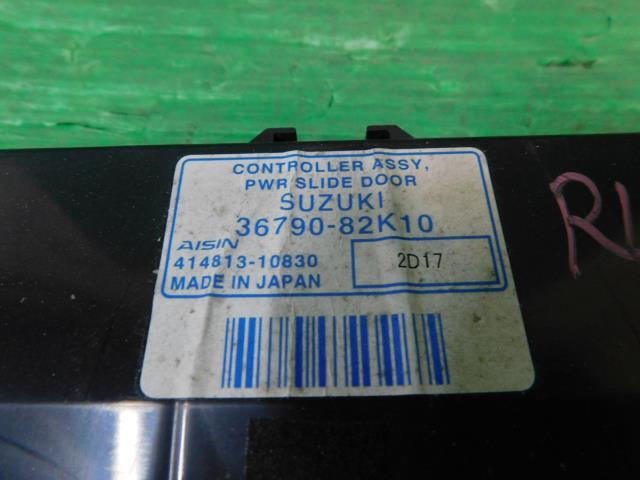 CONTROLLER ASSY,
PWR SLIDE DOOR
SUZUKI
36790-82K10
AISIN
414813-10830
2D17
MADE IN JAPAN